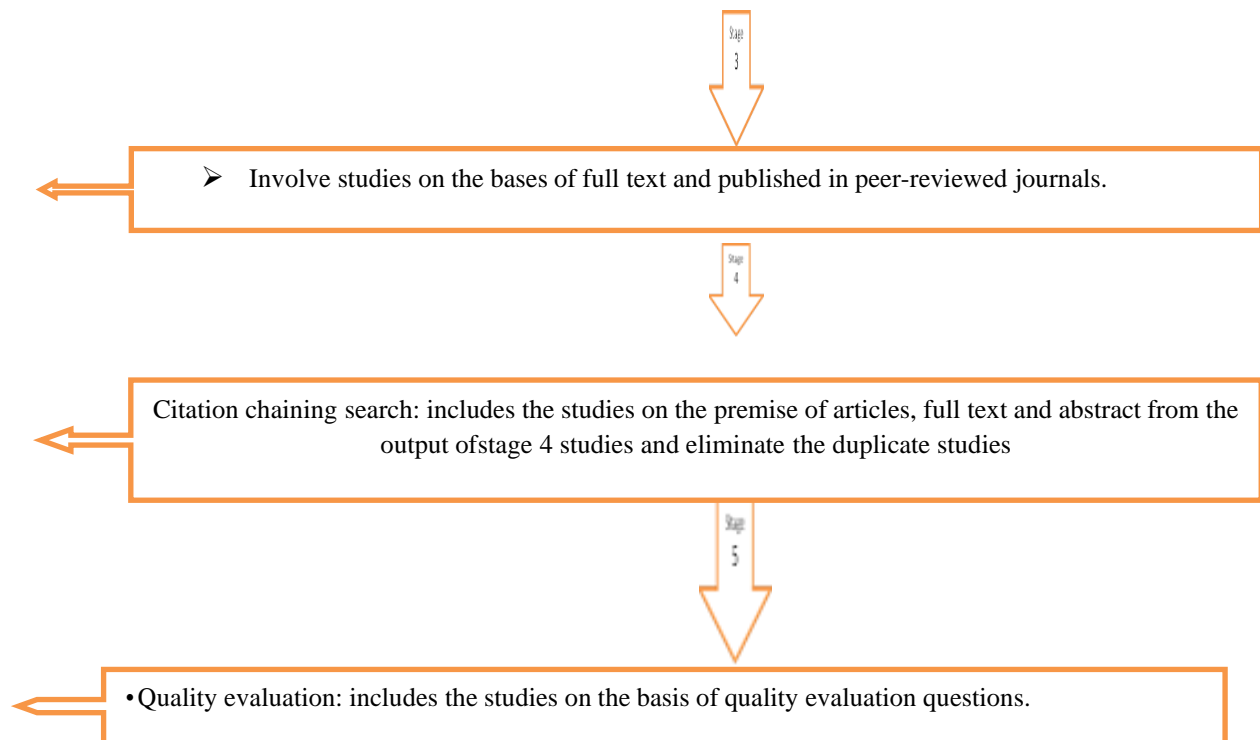 Stage
3
➢ Involve studies on the bases of full text and published in peer-reviewed journals.
Stage
4
Citation chaining search: includes the studies on the premise of articles, full text and abstract from the
output ofstage 4 studies and eliminate the duplicate studies
Stage
5
•Quality evaluation: includes the studies on the basis of quality evaluation questions.